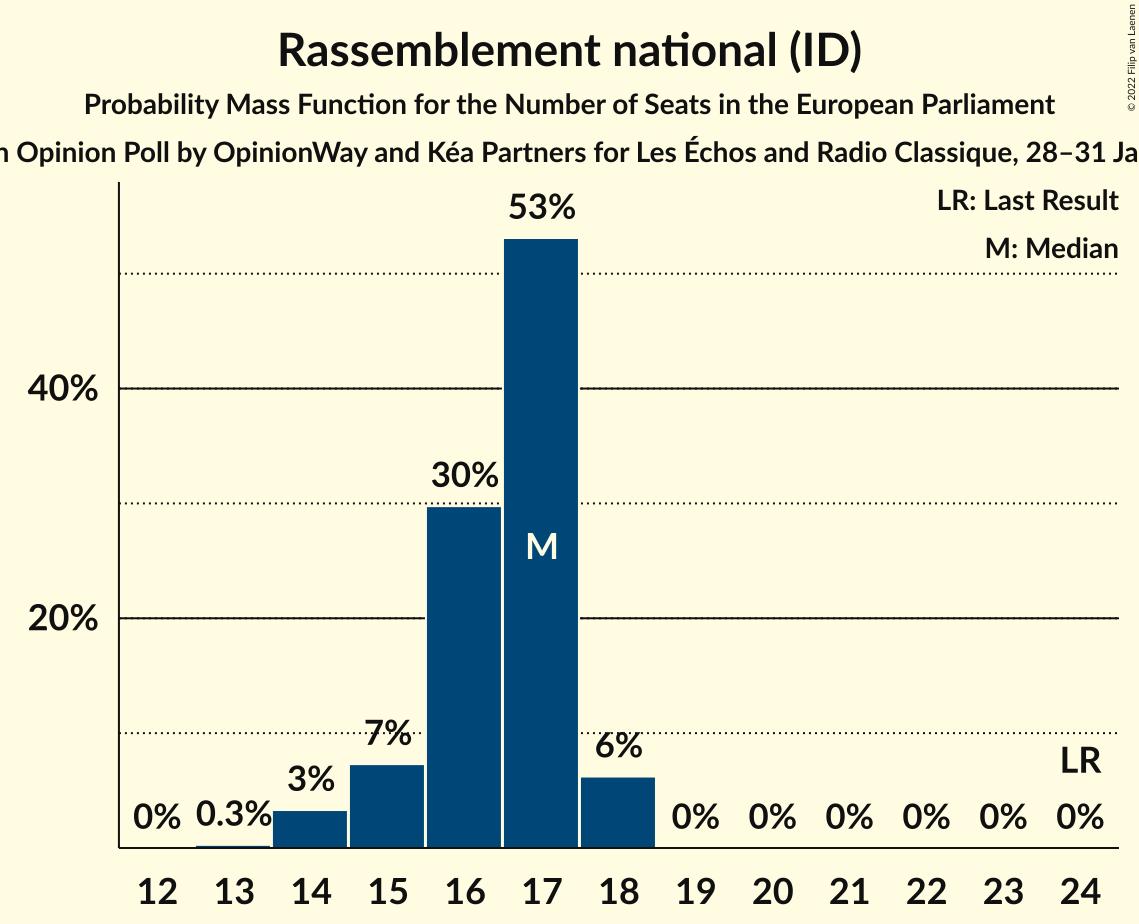 Rassemblement national (ID)
Probability Mass Function for the Number of Seats in the European Parliament
Opinion Poll by OpinionWay and Kéa Partners for Les Échos and Radio Classique, 28–31
© 2022 Filip van Laenen
LR: Last Result
M: Median
53%
40%
30%
M
20%
7%
6%
LR
3%
0% 0.3% 0% 0% 0% 0% 0% 0%
12 13 14 15 16 17 18 19 20 21 22 23 24